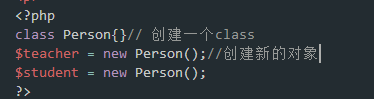 <?php
class Person{}// 创建一个class
$teacher = new Person();//创建新的对象
$student = new Person();
?>